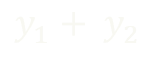 y₁ + y₂